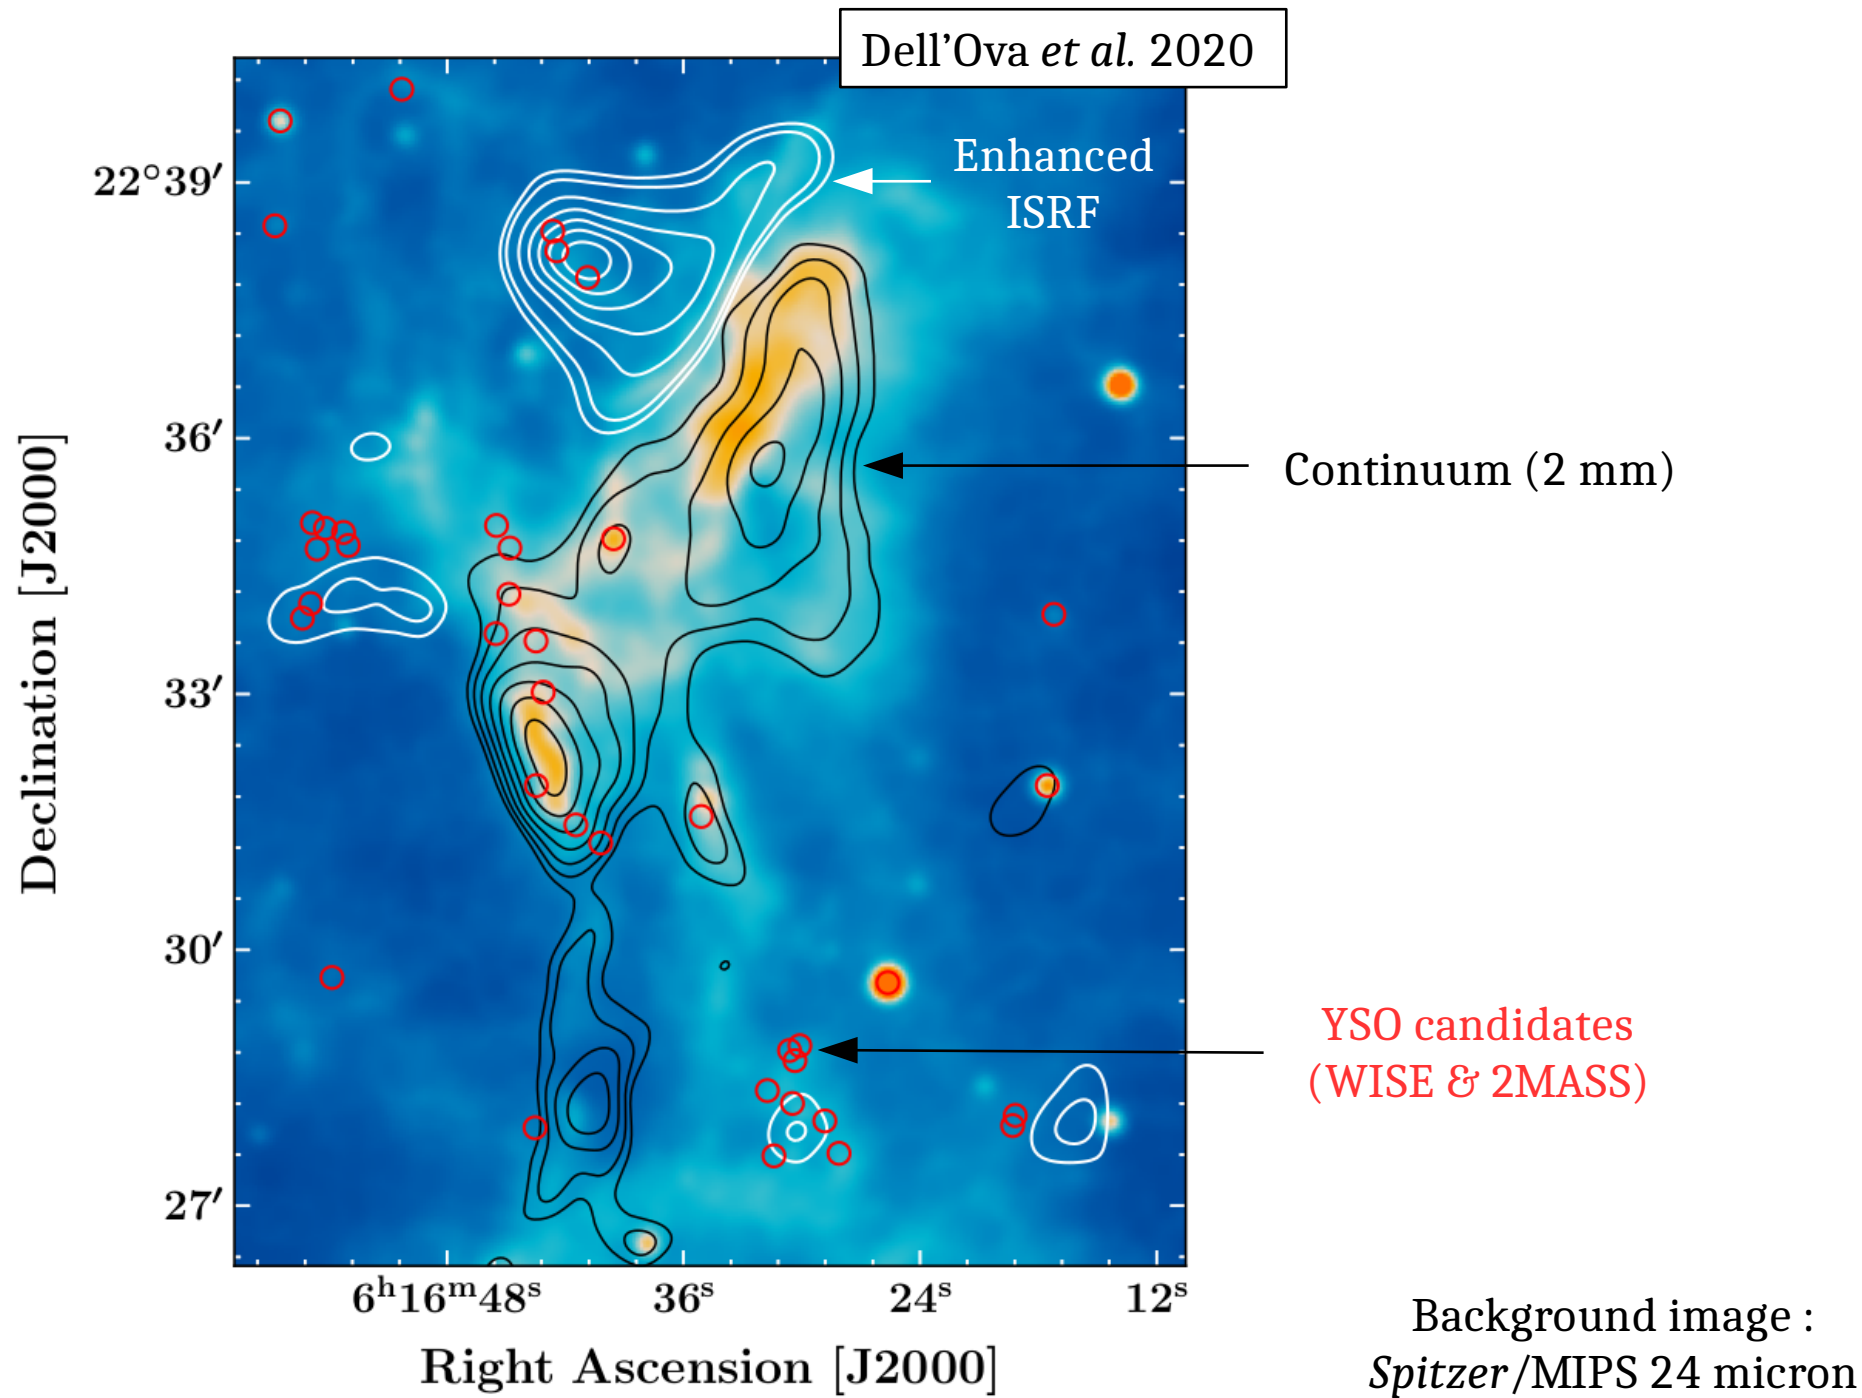 Dell’Ova et al. 2020
Enhanced
ISRF
22°39′
36′
33′
30′
27′
Declination [J2000]
Continuum (2 mm)
YSO candidates
(WISE & 2MASS)
6ʰ16ᵐ48ˢ 36ˢ 24ˢ 12ˢ
Right Ascension [J2000]
Background image :
Spitzer/MIPS 24 micron